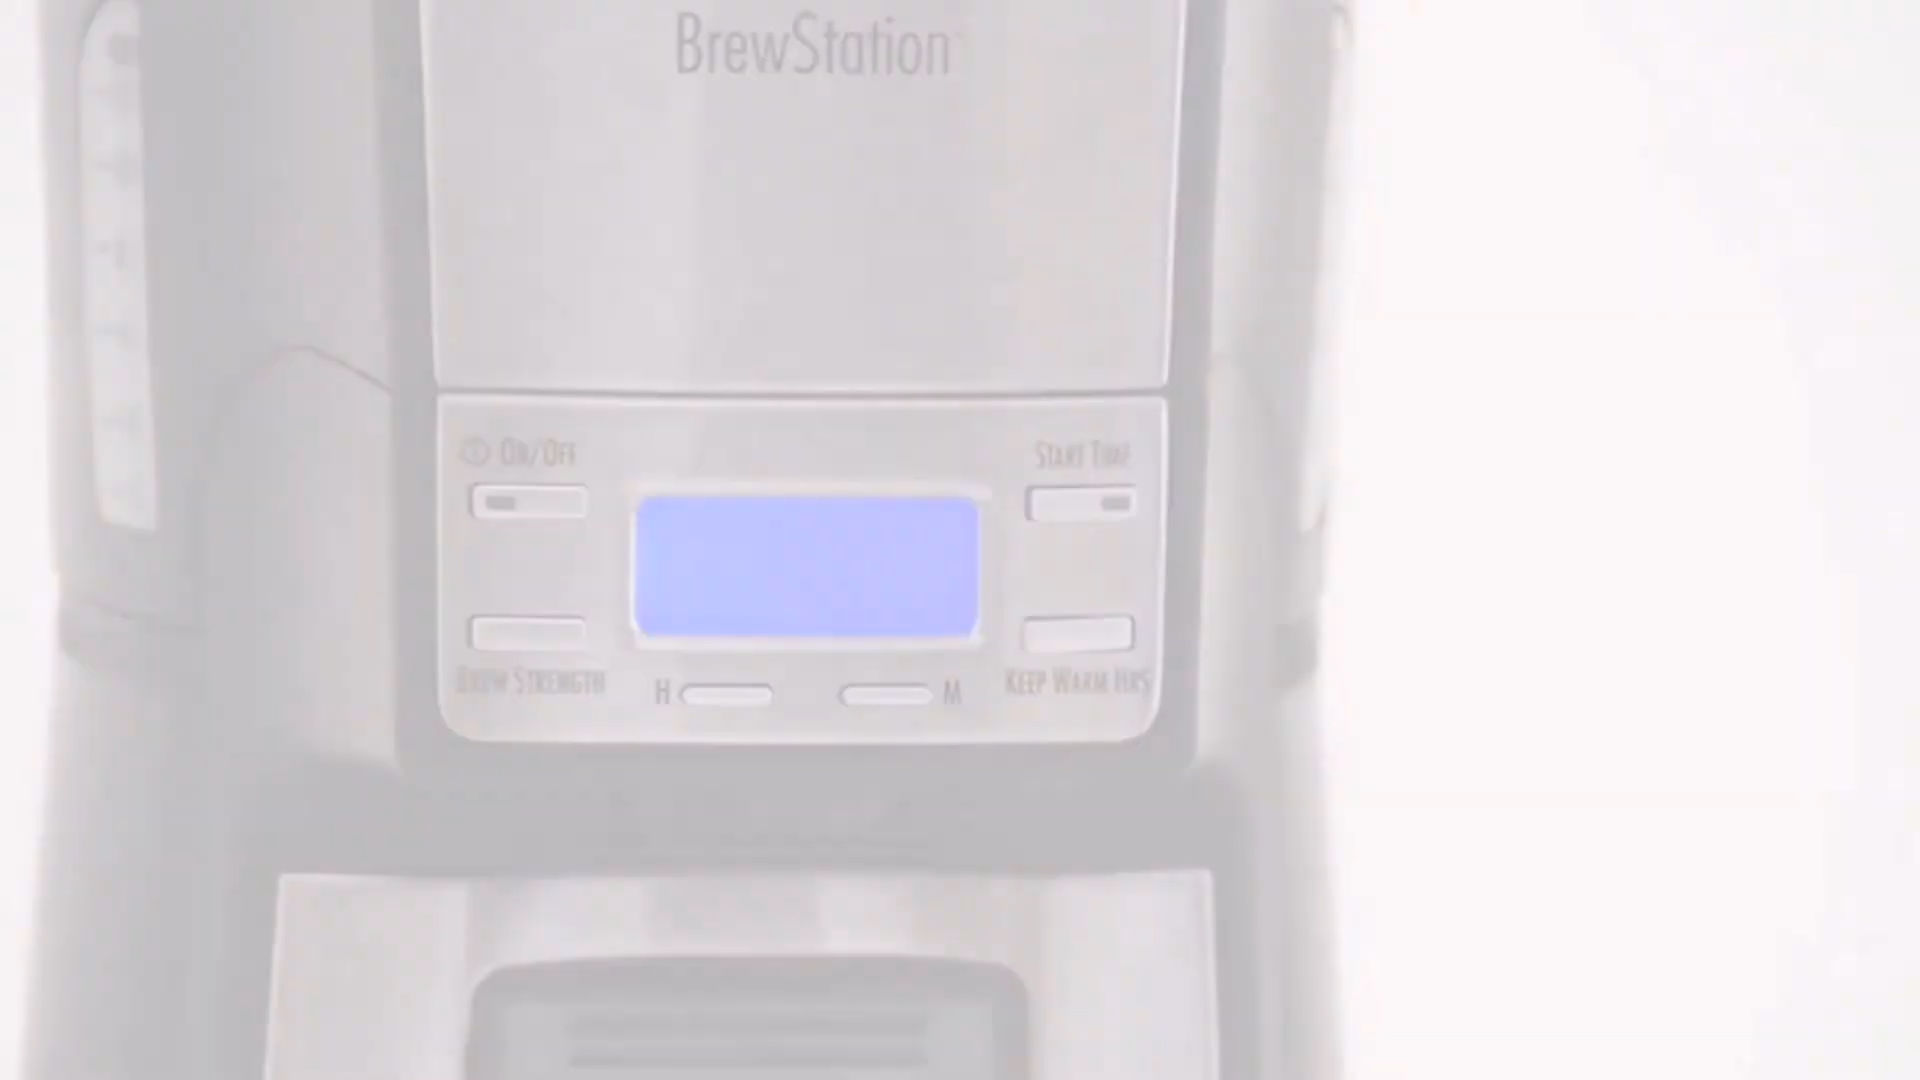 BrewStation
On/Off
Start Time
Brew Strength
H
M
Keep Warm Hrs